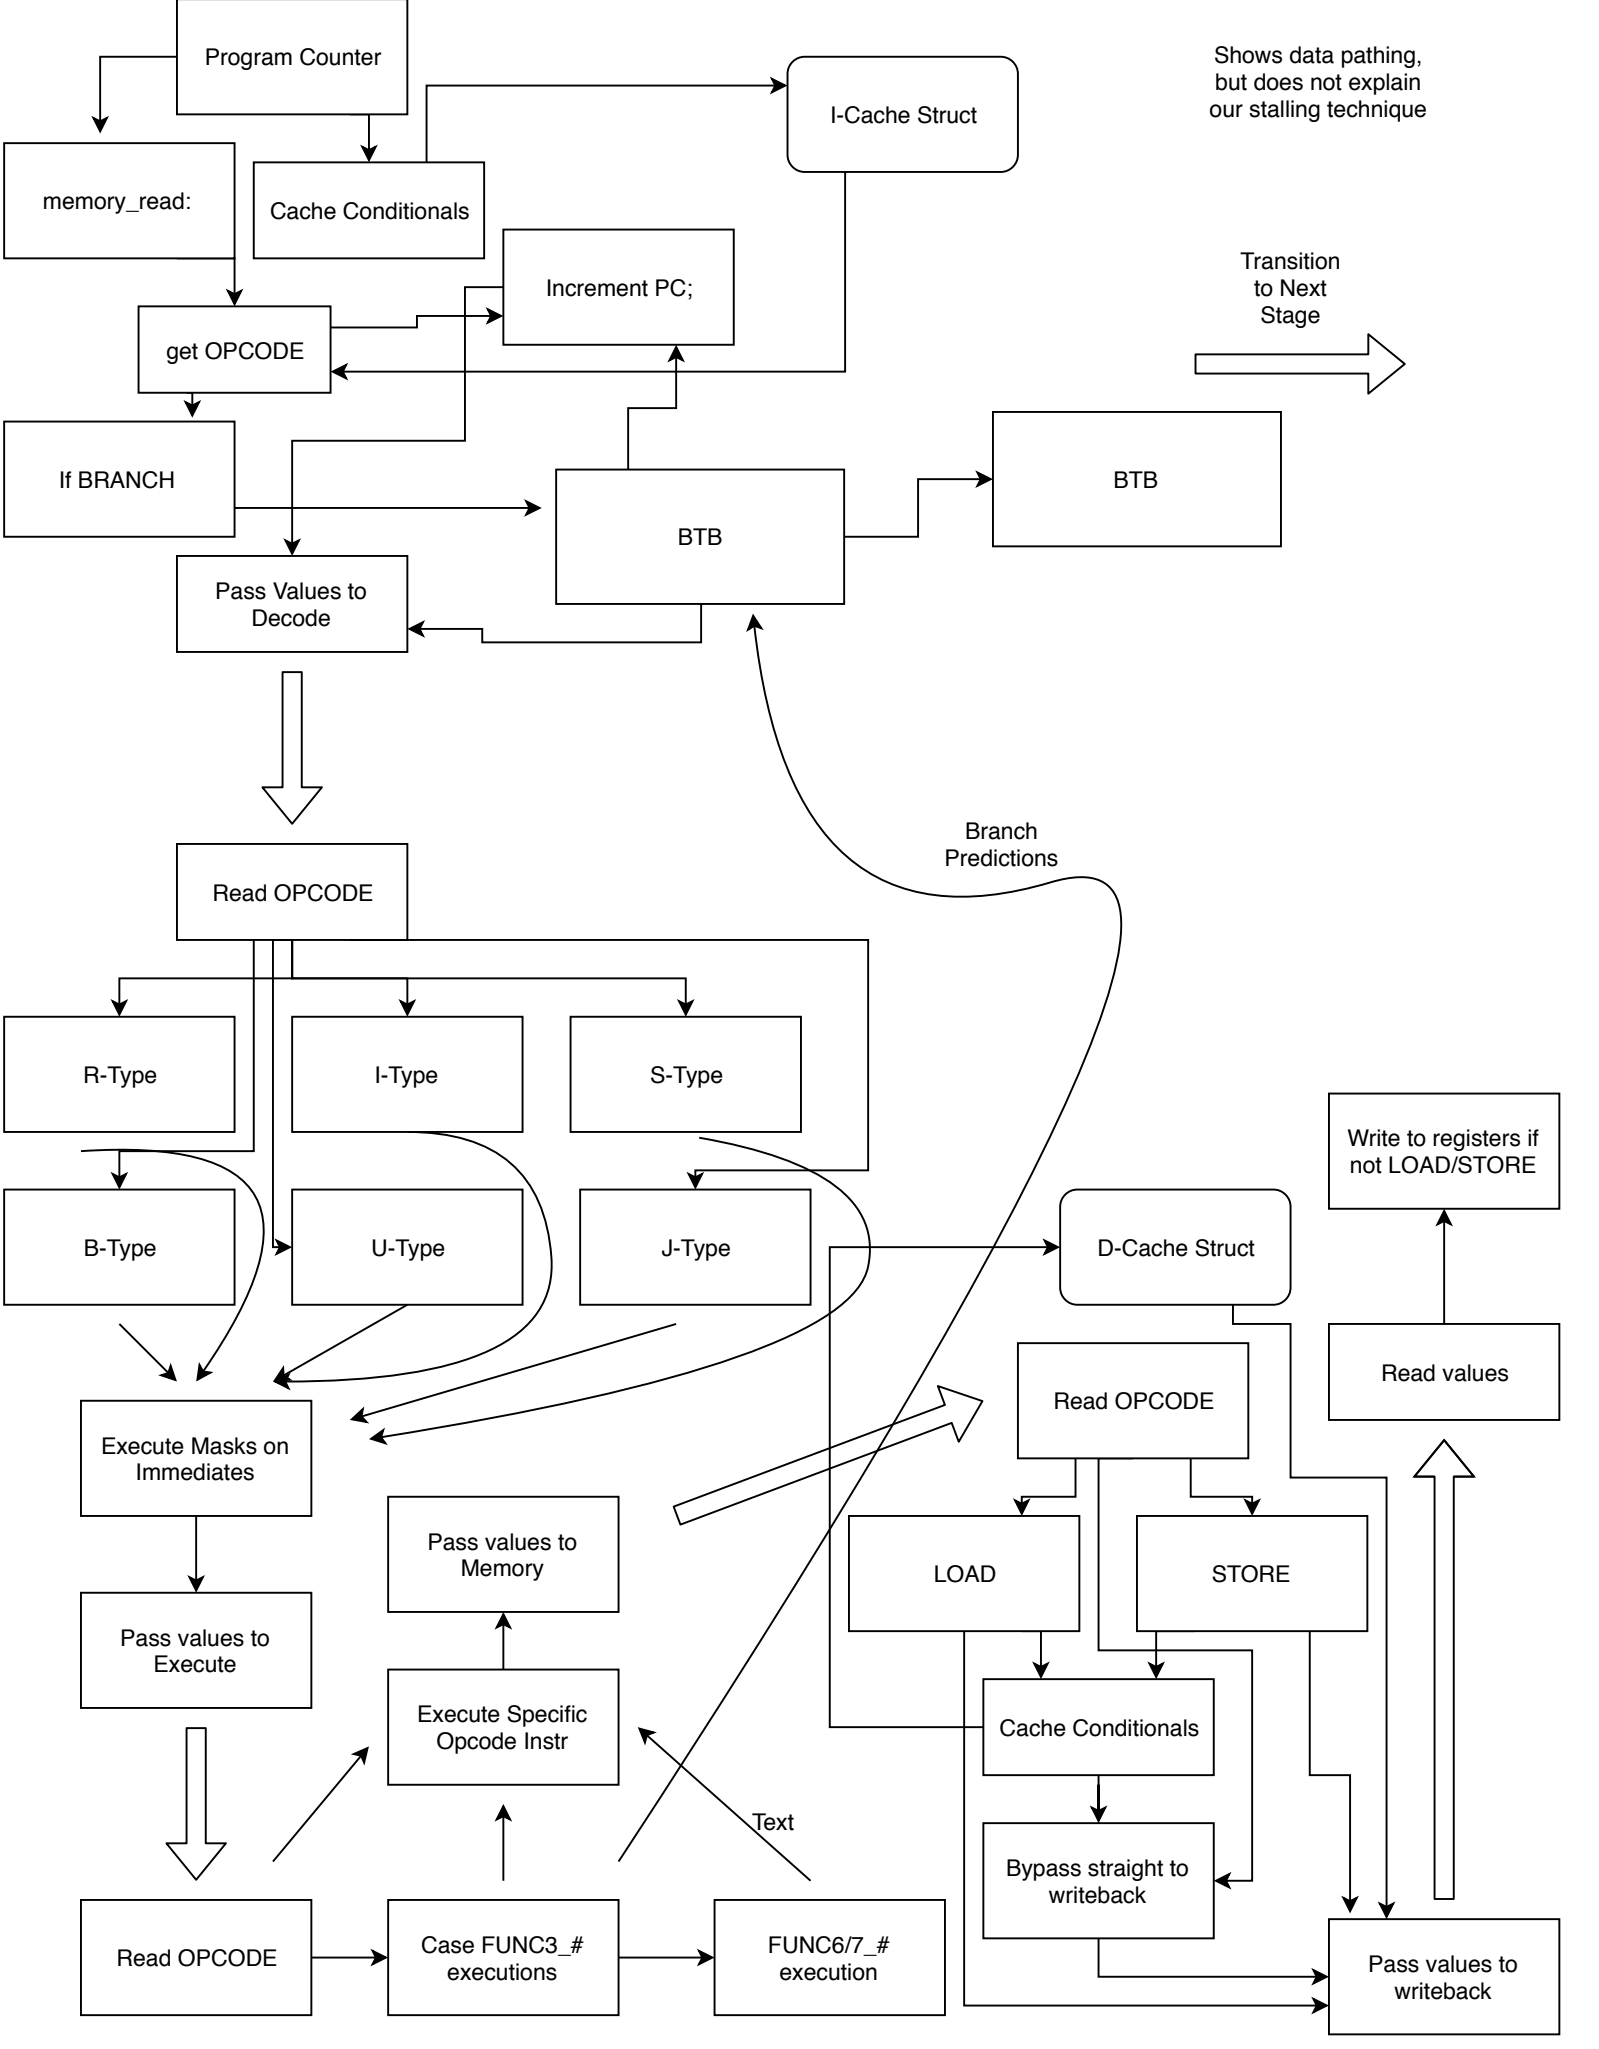 Program Counter
Shows data pathing,
but does not explain
our stalling technique
I-Cache Struct
memory_read:
Cache Conditionals
Increment PC;
Transition
to Next
Stage
get OPCODE
If BRANCH
BTB
BTB
Pass Values to
Decode
Branch
Predictions
Read OPCODE
R-Type
I-Type
S-Type
B-Type
U-Type
J-Type
Execute Masks on
Immediates
Pass values to
Execute
Pass values to
Memory
Execute Specific
Opcode Instr
Text
Read OPCODE
Case FUNC3_#
executions
FUNC6/7_#
execution
D-Cache Struct
Read OPCODE
LOAD
STORE
Cache Conditionals
Bypass straight to
writeback
Pass values to
writeback
Write to registers if
not LOAD/STORE
Read values